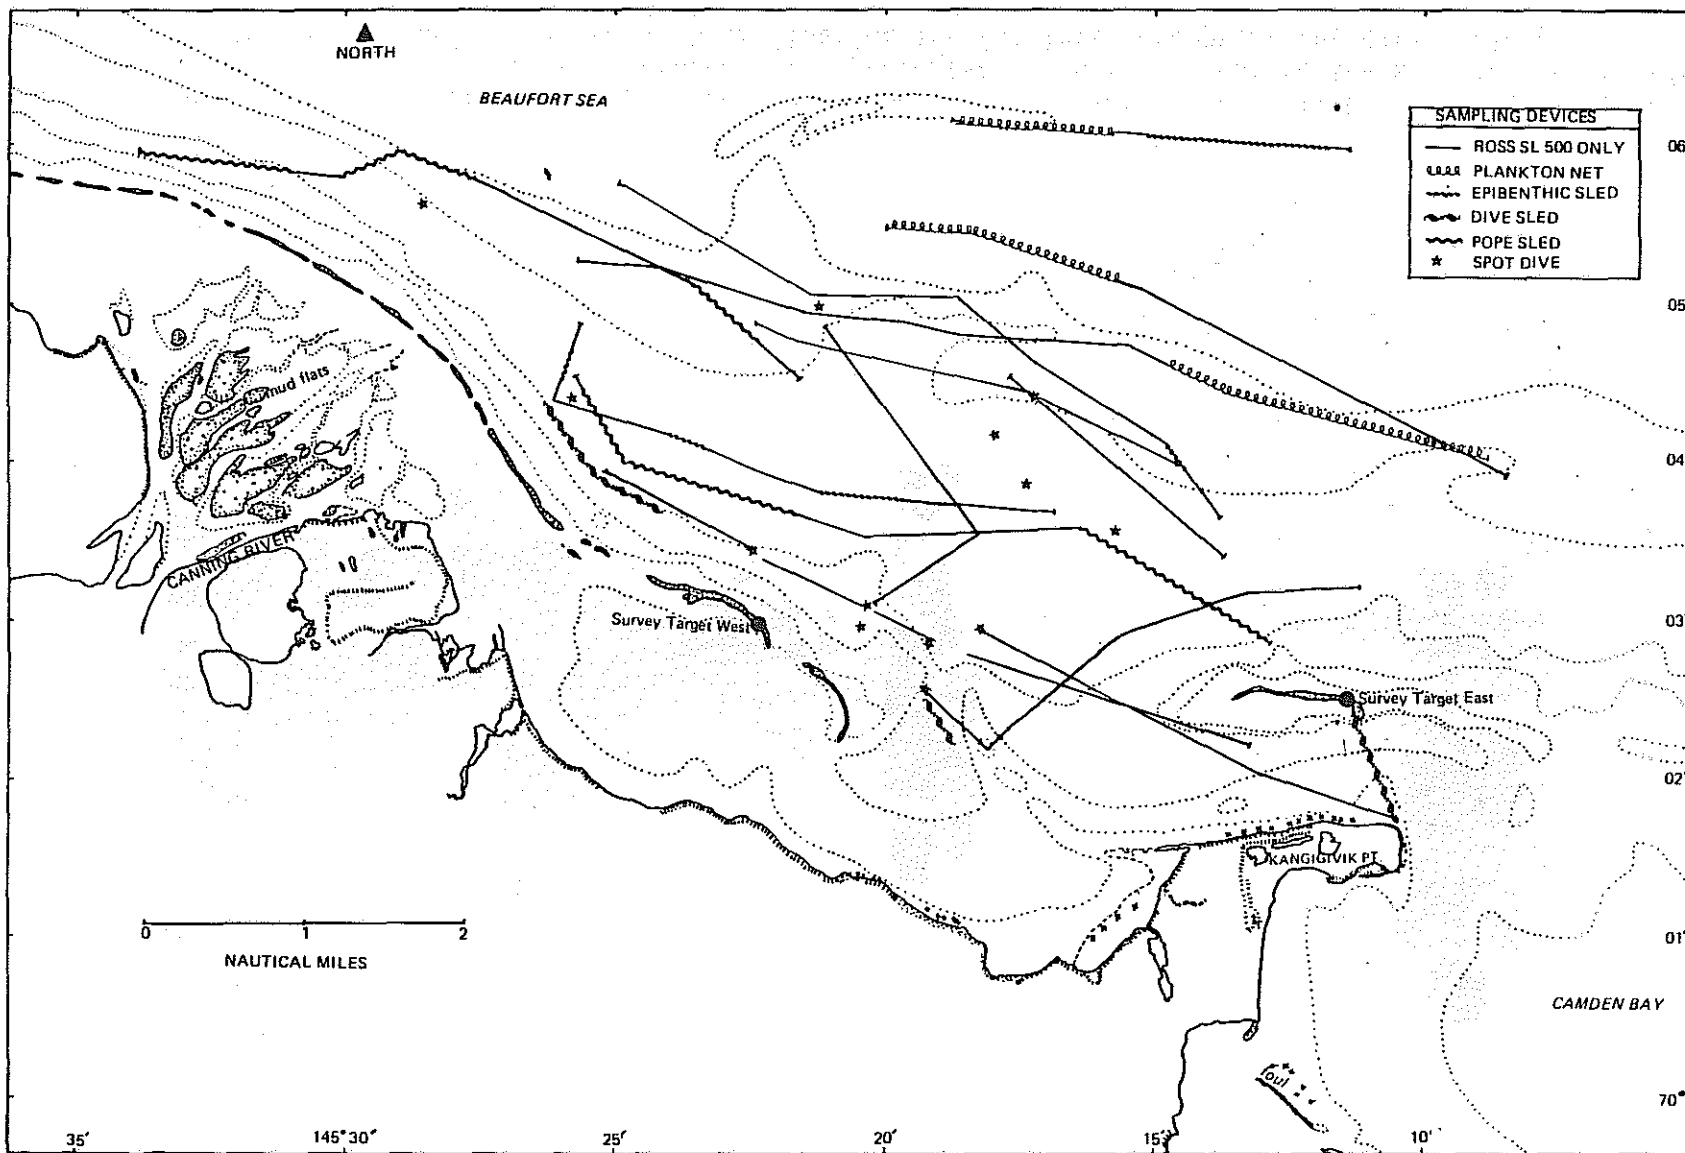 NORTH
BEAUFORT SEA
SAMPLING DEVICES
ROSS SL 500 ONLY
PLANKTON NET
EPIBENTHIC SLED
DIVE SLED
POPE SLED
SPOT DIVE
06'
05'
mud flats
04'
CANNING RIVER
Survey Target West
03'
Survey Target East
02'
KANGIGIVIK PT.
0 1 2
NAUTICAL MILES
01'
CAMDEN BAY
foul
70°
35' 145°30' 25' 20' 15' 10'